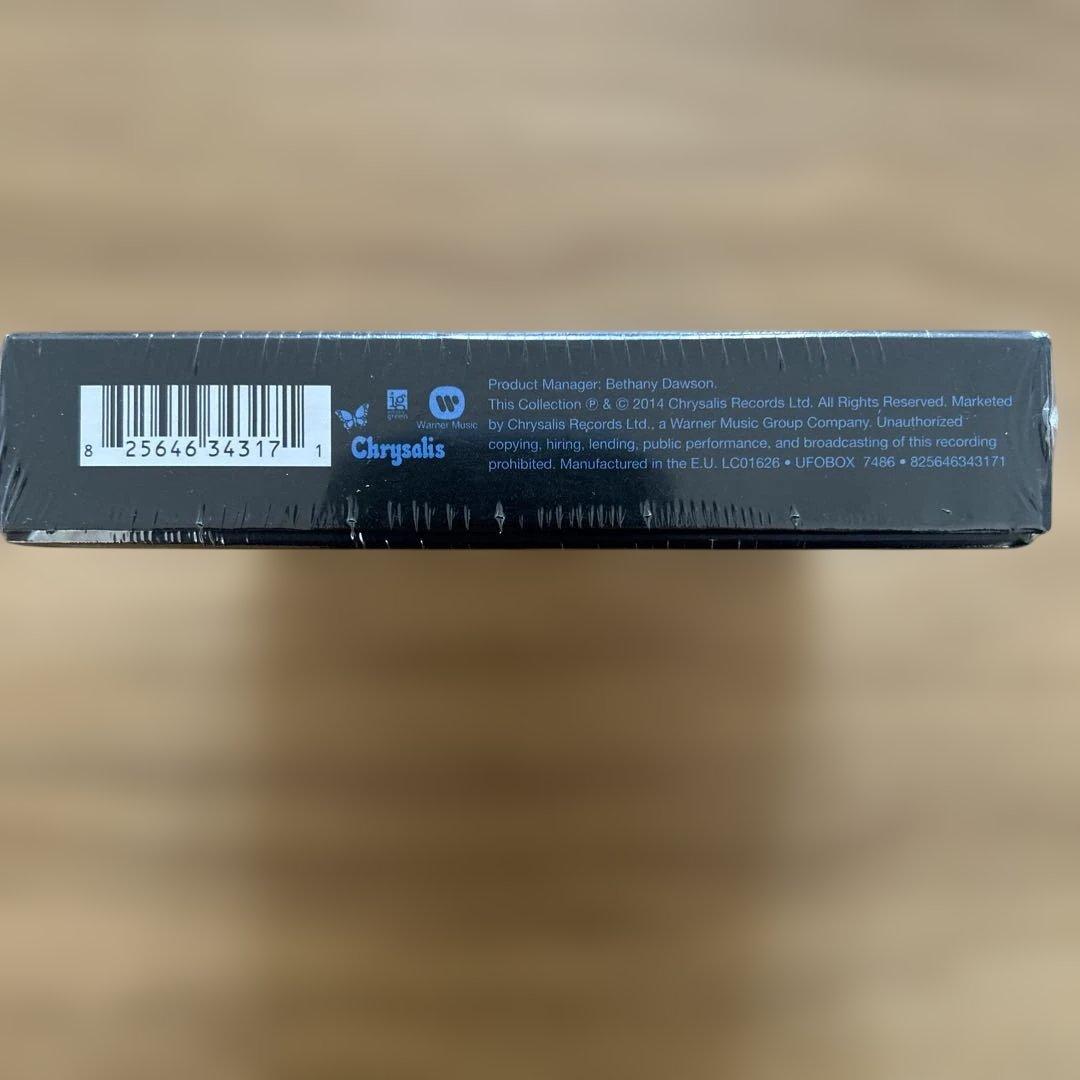 8 25646 34317 1
ig
green
W
Warner Music
Chrysalis
Product Manager: Bethany Dawson.
This Collection ℗ & © 2014 Chrysalis Records Ltd. All Rights Reserved. Marketed
by Chrysalis Records Ltd., a Warner Music Group Company. Unauthorized
copying, hiring, lending, public performance, and broadcasting of this recording
prohibited. Manufactured in the E.U. LC01626 • UFOBOX 7486 • 825646343171